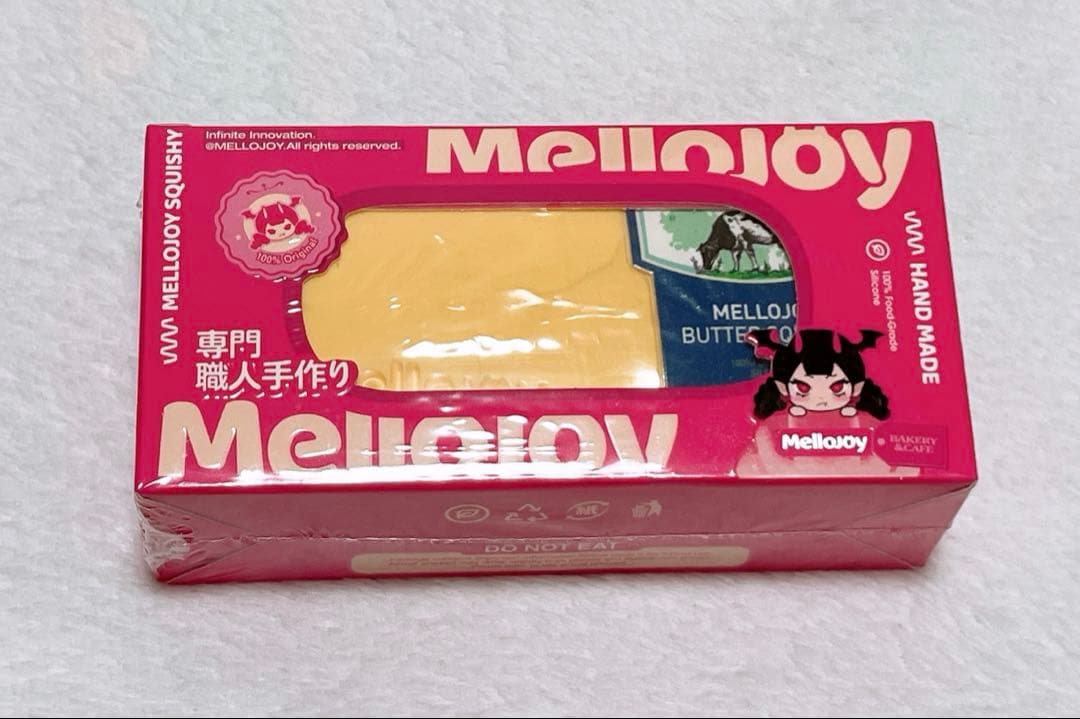 MELLOJOY SQUISHY
Infinite Innovation.
@MELLOJOY.All rights reserved.
Mellojoy
100% Original
HAND MADE
100% Food-Grade
Silicone
MELLOJO
BUTTER
専門
職人手作り
Mellojoy
Mellojoy
BAKERY
&CAFE
紙
DO NOT EAT